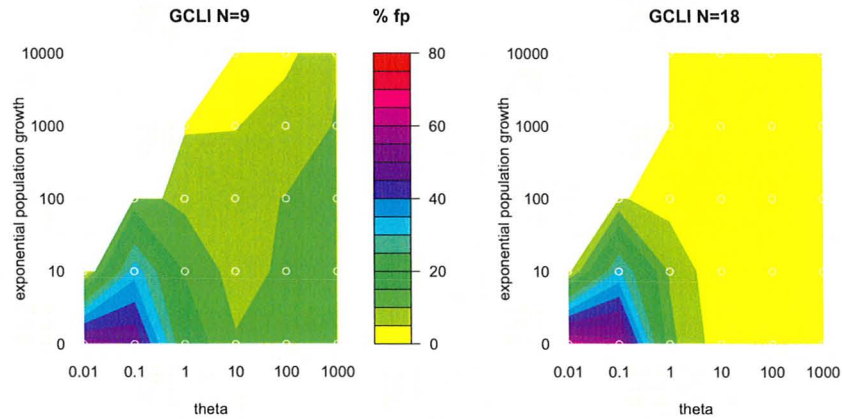 GCLI N=9
% fp
GCLI N=18
exponential population growth
10000
1000
100
10
0
0.01 0.1 1 10 100 1000
theta
80
60
40
20
0
exponential population growth
10000
1000
100
10
0
0.01 0.1 1 10 100 1000
theta